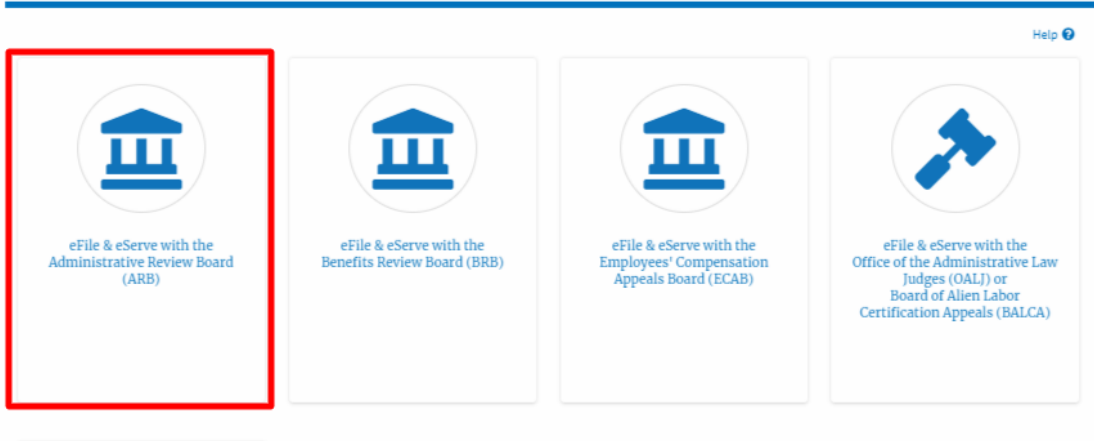 Help
eFile & eServe with the
Administrative Review Board
(ARB)
eFile & eServe with the
Benefits Review Board (BRB)
eFile & eServe with the
Employees' Compensation
Appeals Board (ECAB)
eFile & eServe with the
Office of the Administrative Law
Judges (OALJ) or
Board of Alien Labor
Certification Appeals (BALCA)